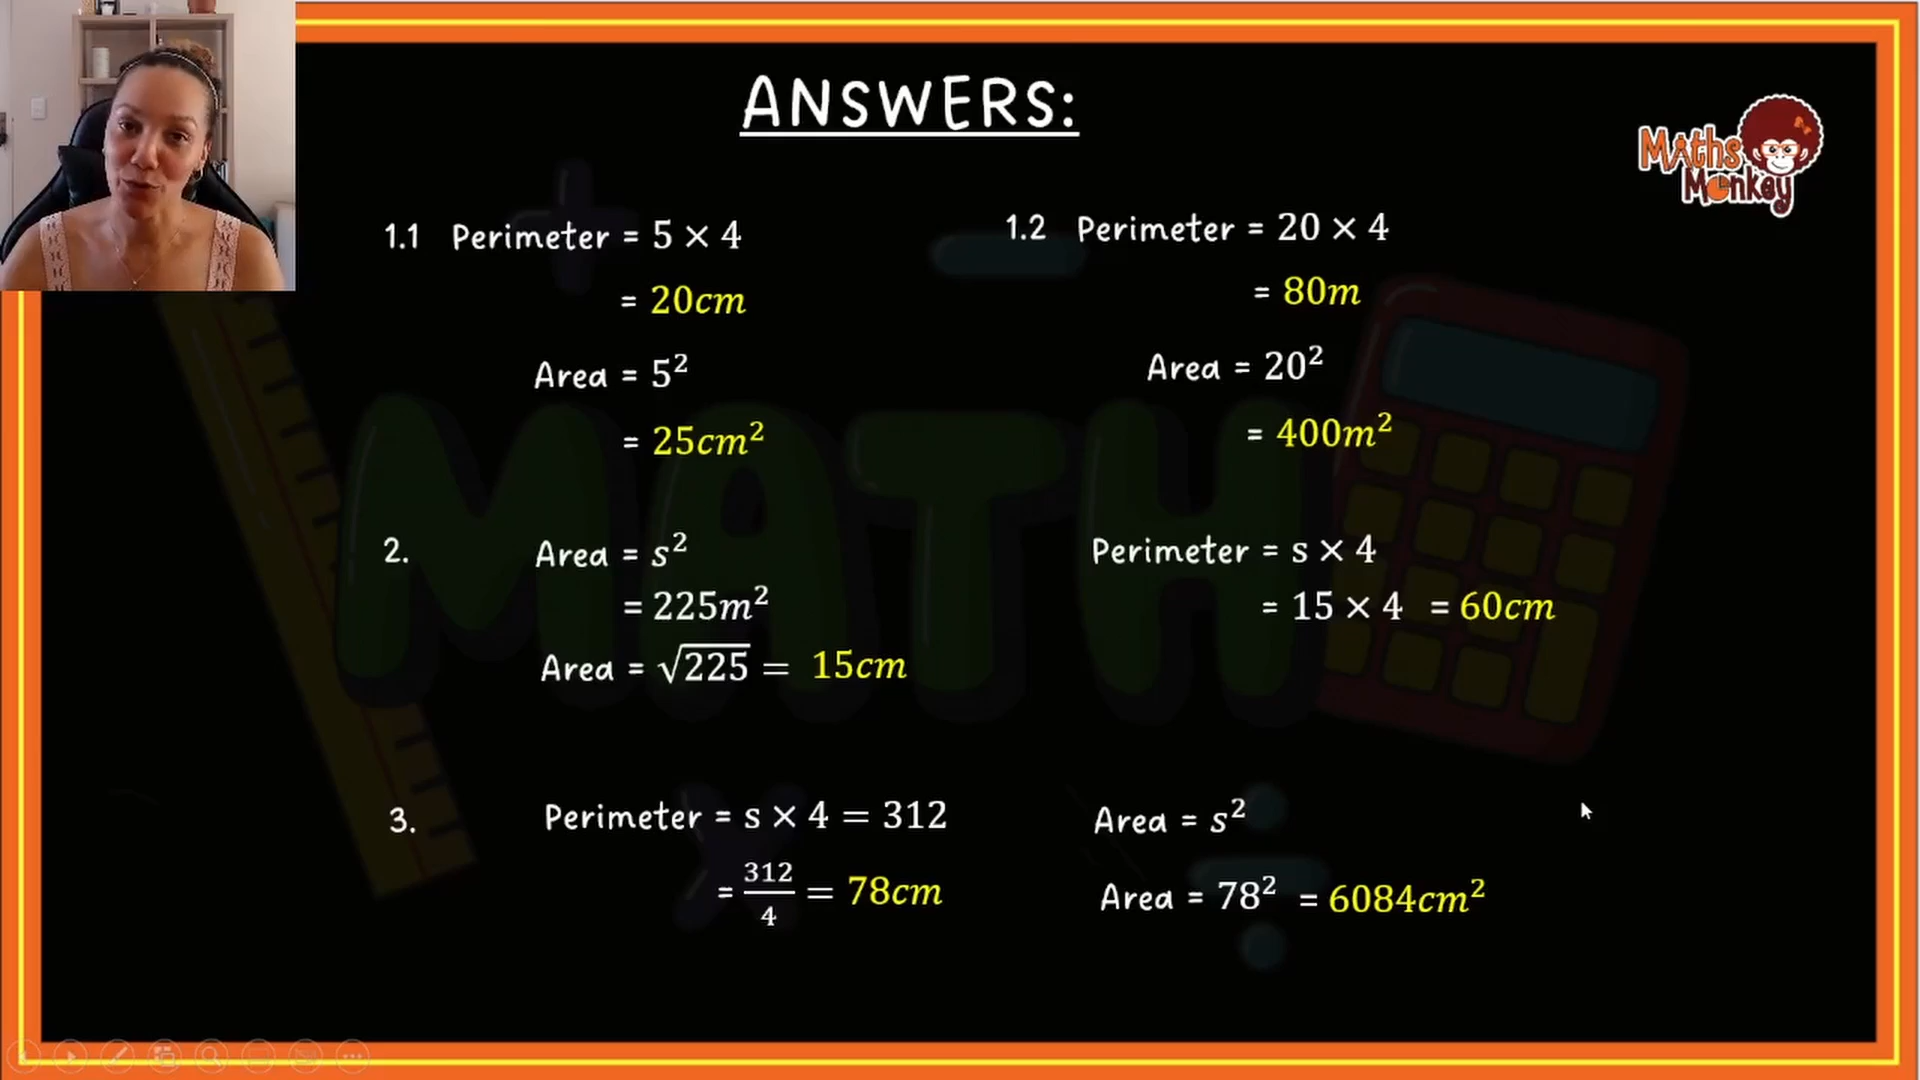 ANSWERS:
Maths
Monkey
1.1 Perimeter = 5 × 4
= 20cm
Area = 5²
= 25cm²
1.2 Perimeter = 20 × 4
= 80m
Area = 20²
= 400m²
2. Area = s²
= 225m²
Area = √225 = 15cm
Perimeter = s × 4
= 15 × 4 = 60cm
3. Perimeter = s × 4 = 312
= 312/4 = 78cm
Area = s²
Area = 78² = 6084cm²
MATH